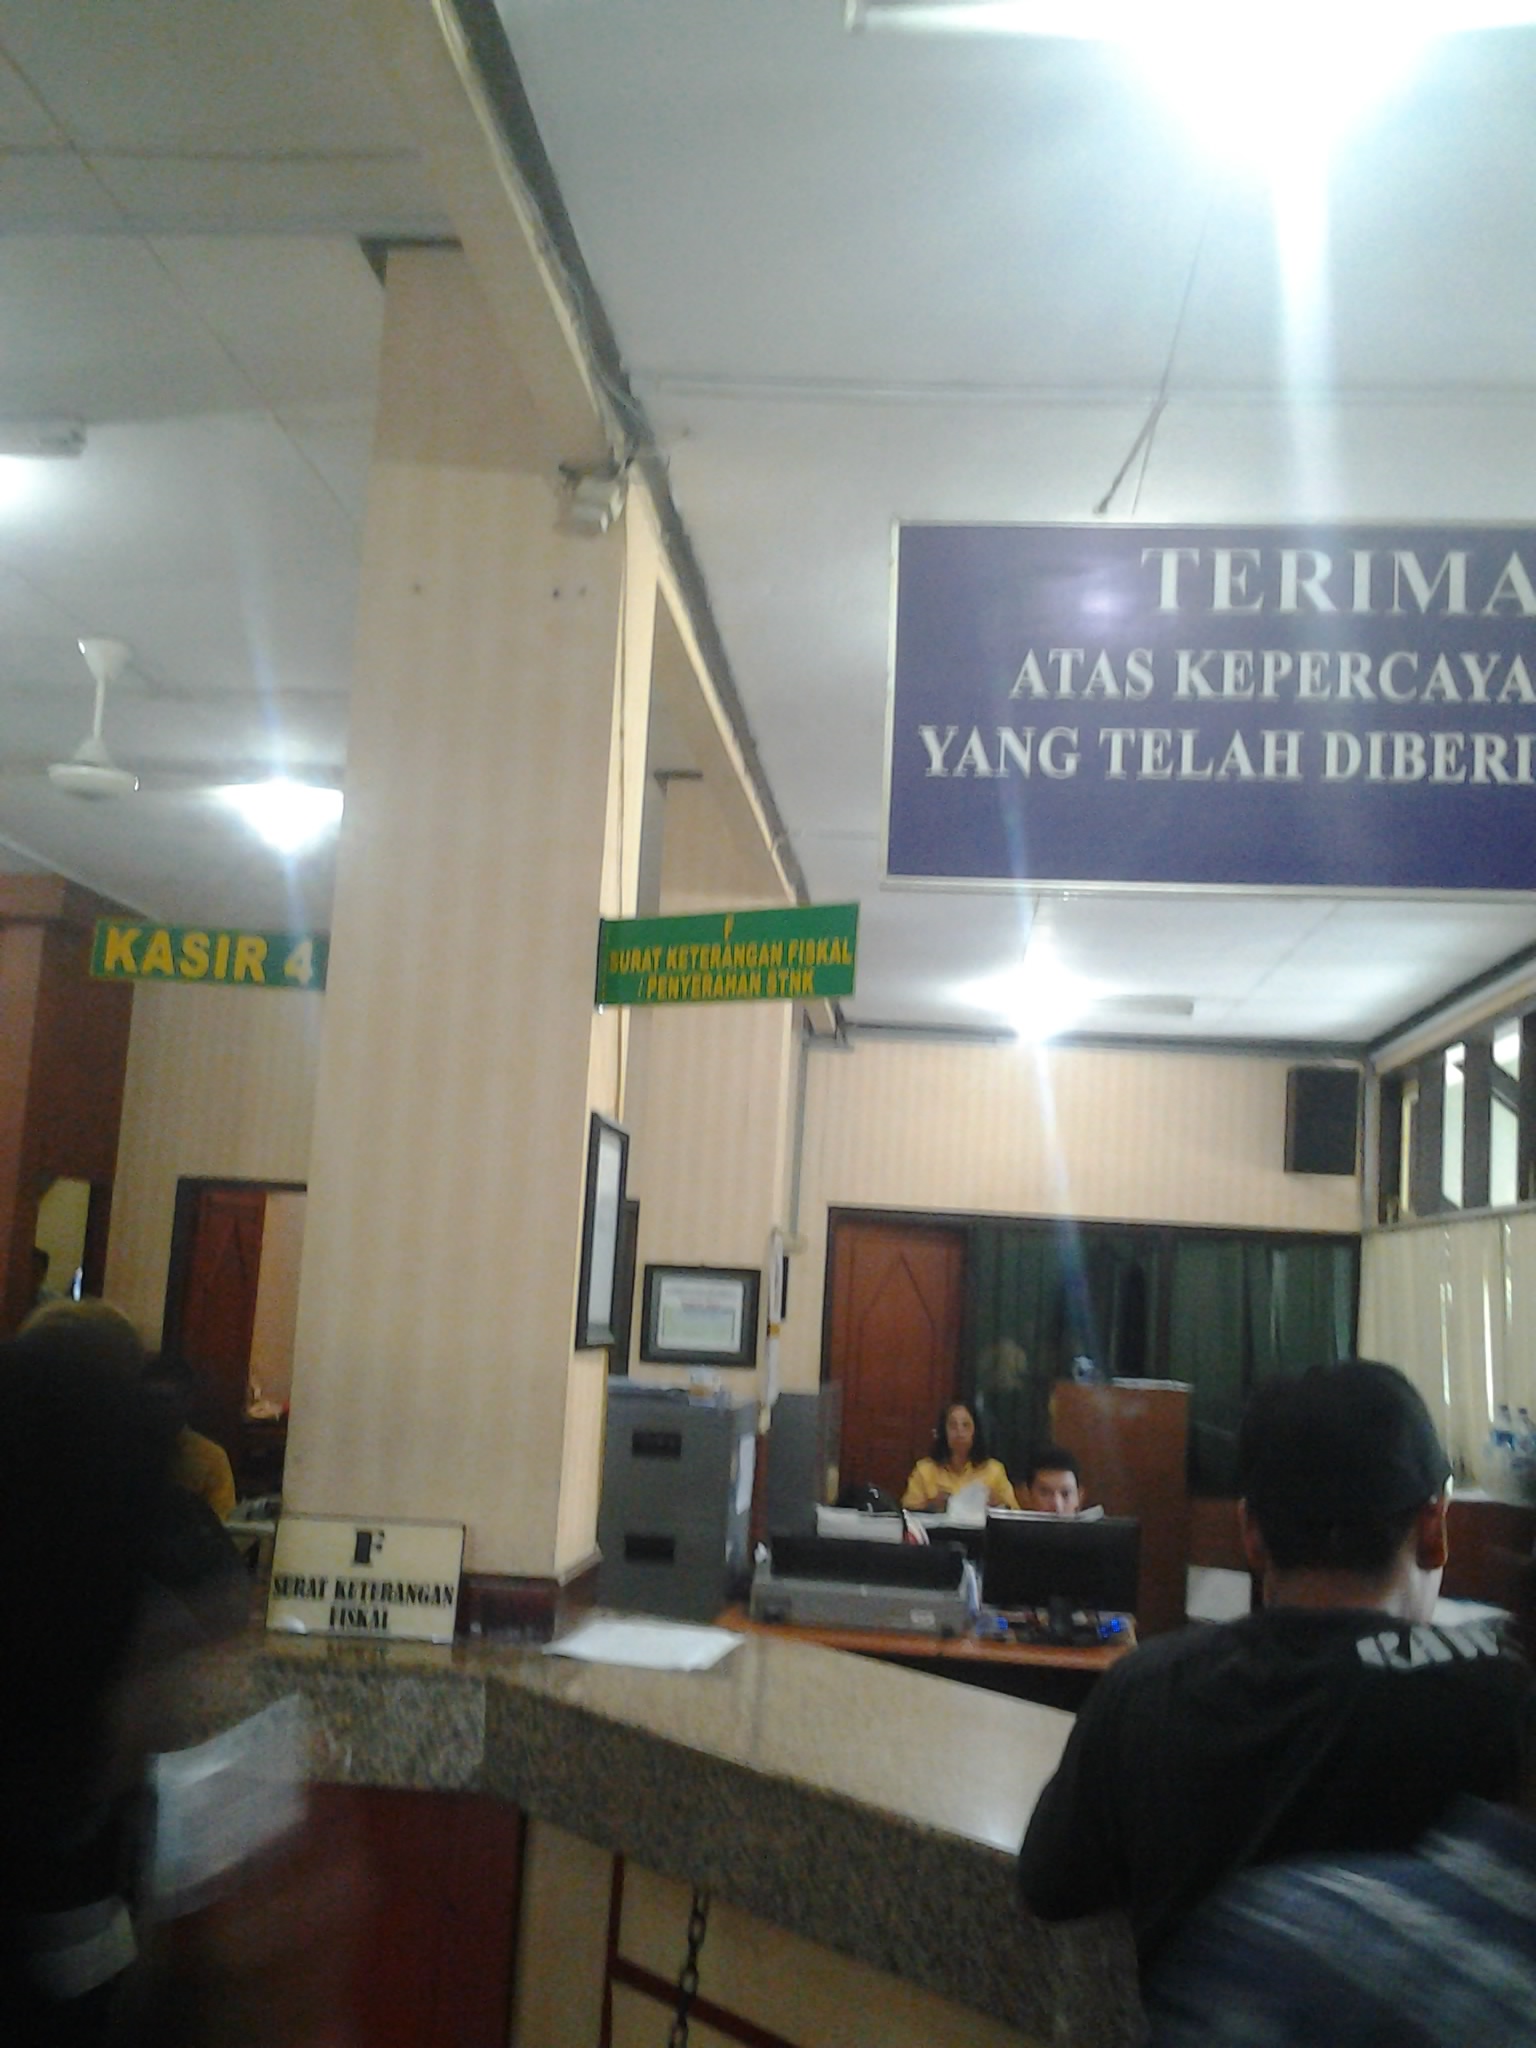 TERIMA
ATAS KEPERCAYA
YANG TELAH DIBERI
KASIR 4
F
SURAT KETERANGAN FISKAL
/ PENYERAHAN STNK
F
SURAT KETERANGAN
FISKAL